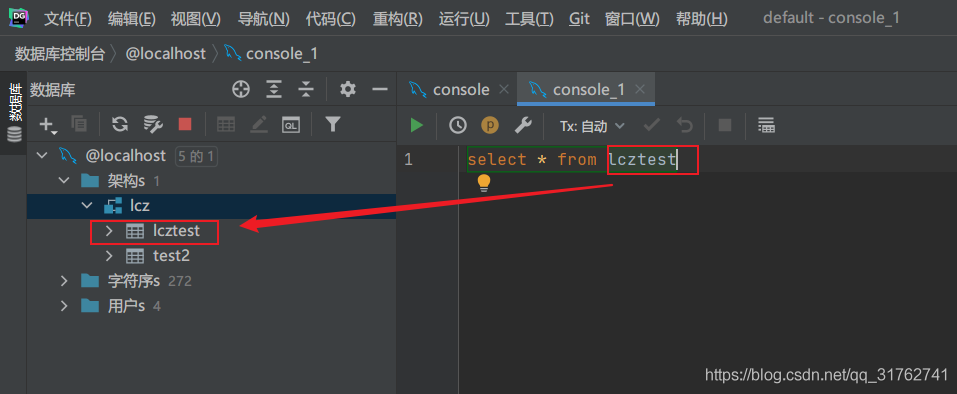 DG 文件(F) 编辑(E) 视图(V) 导航(N) 代码(C) 重构(R) 运行(U) 工具(T) Git 窗口(W) 帮助(H) default - console_1
数据库控制台 @localhost console_1
数据库
数据库
console console_1
QL
p Tx: 自动
@localhost 5 的 1
架构s 1
lcz
lcztest
test2
字符序s 272
用户s 4
1 select * from lcztest
https://blog.csdn.net/qq_31762741